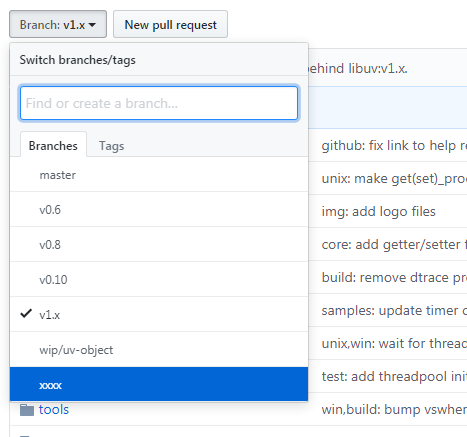 Branch: v1.x
New pull request
Switch branches/tags
behind libuv:v1.x.
Find or create a branch...
Branches
Tags
master
github: fix link to help re
v0.6
unix: make get(set)_proc
img: add logo files
v0.8
core: add getter/setter f
v0.10
build: remove dtrace pr
v1.x
samples: update timer c
wip/uv-object
unix,win: wait for thread
xxxx
test: add threadpool init
tools
win,build: bump vswhere